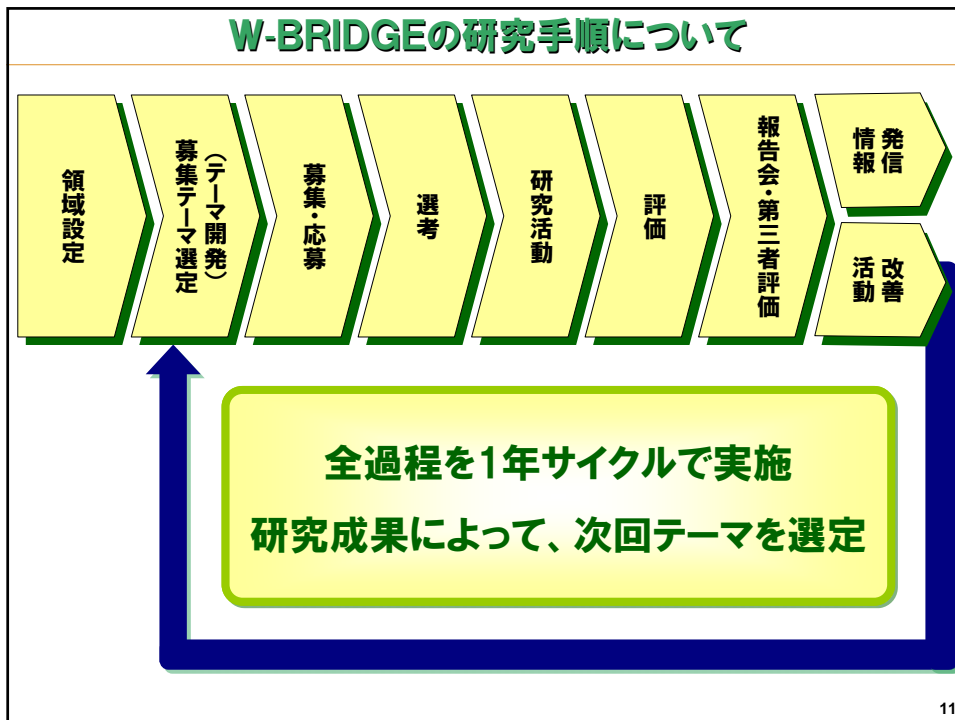 W-BRIDGEの研究手順について
領域設定
（テーマ開発）
募集テーマ選定
募集・応募
選考
研究活動
評価
報告会・第三者評価
発信
情報
改善
活動
全過程を1年サイクルで実施
研究成果によって、次回テーマを選定
11